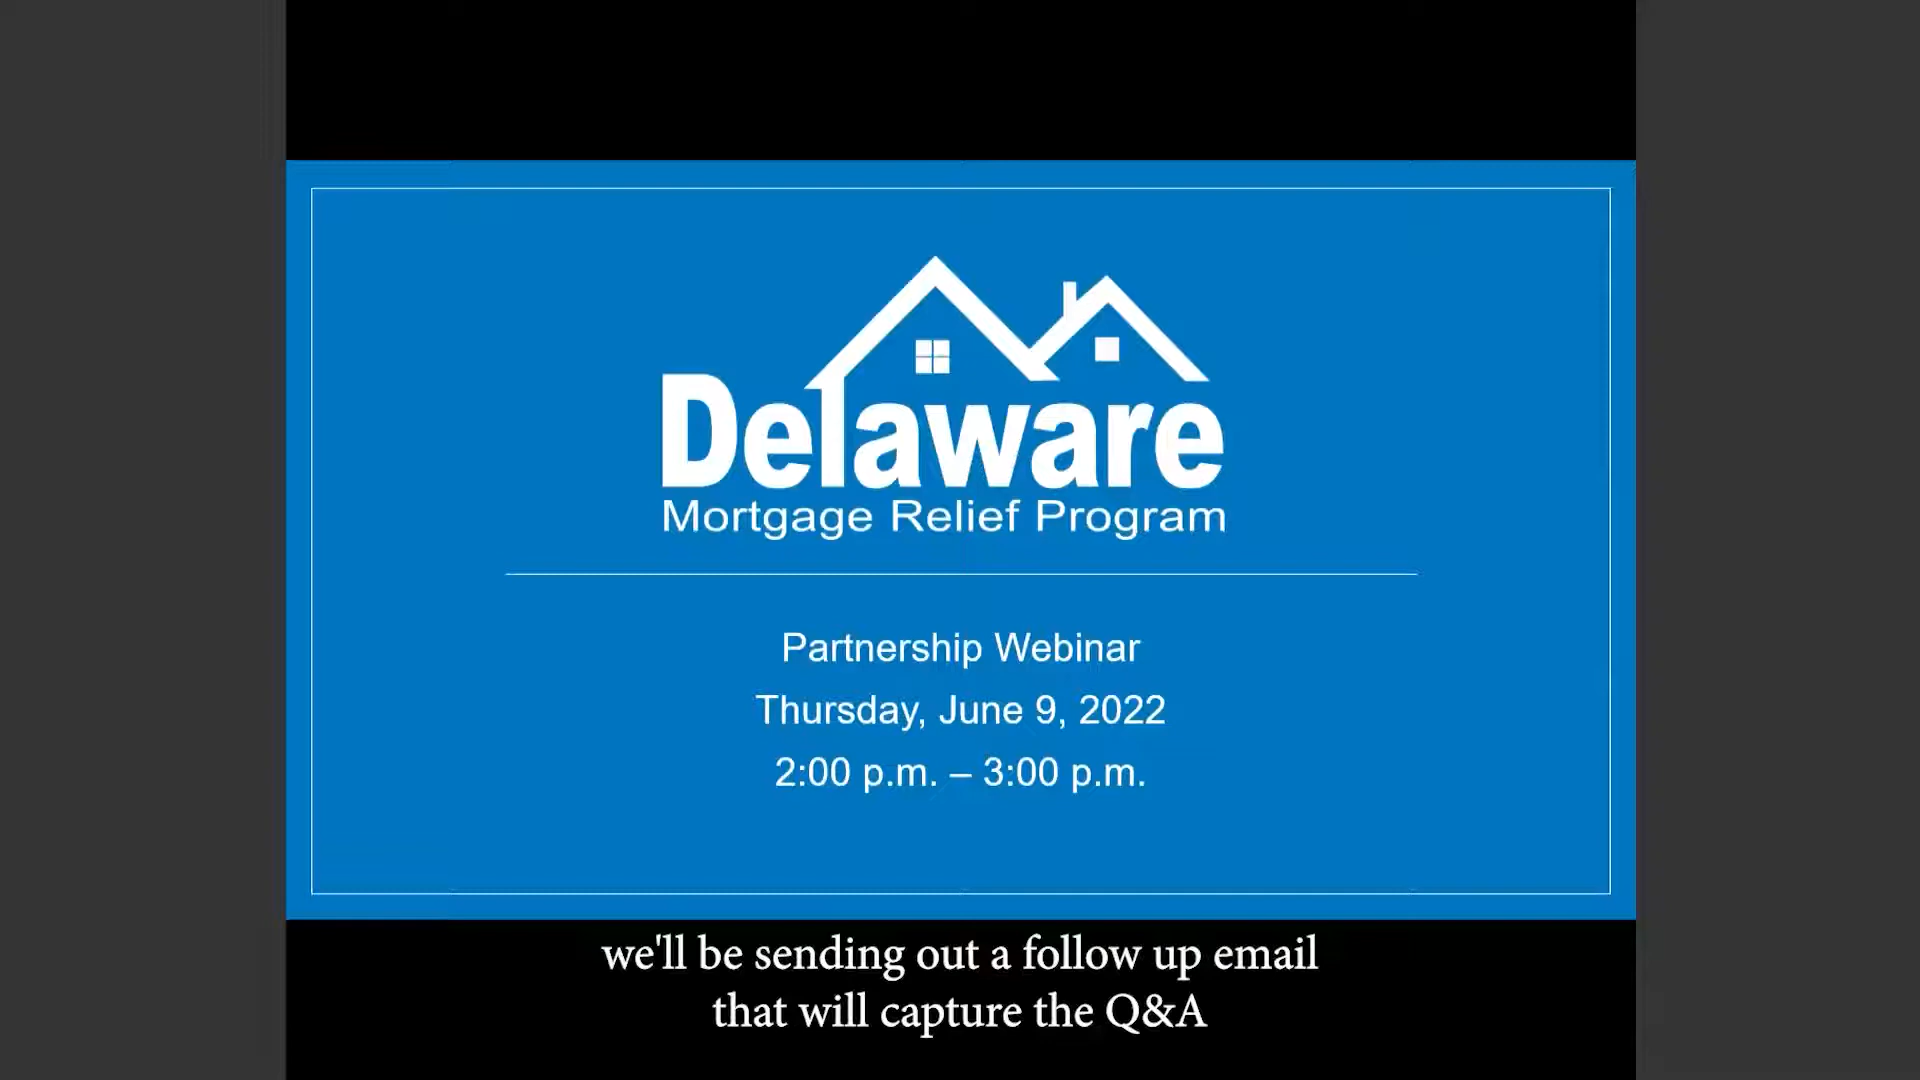 Delaware
Mortgage Relief Program
Partnership Webinar
Thursday, June 9, 2022
2:00 p.m. – 3:00 p.m.
we'll be sending out a follow up email
that will capture the Q&A